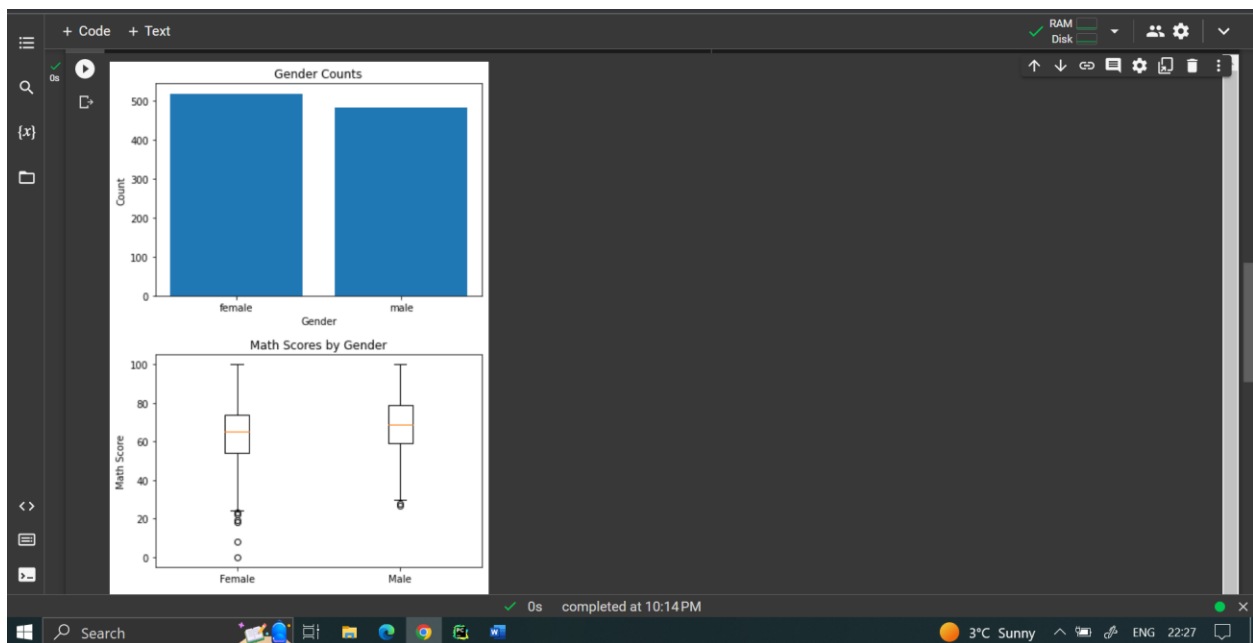 + Code + Text
RAM
Disk
0s
{x}
Gender Counts
500
400
300
200
100
0
Count
female male
Gender
Math Scores by Gender
100
80
60
40
20
0
Math Score
Female Male
0s completed at 10:14 PM
Search
3°C Sunny ENG 22:27